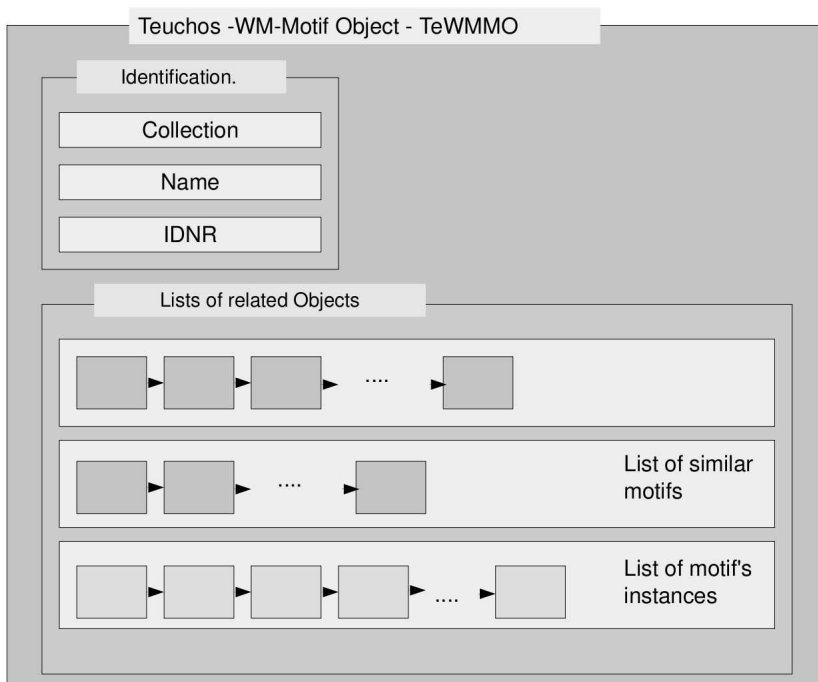 Teuchos -WM-Motif Object - TeWMMO
Identification.
Collection
Name
IDNR
Lists of related Objects
....
....
List of similar
motifs
....
List of motif's
instances